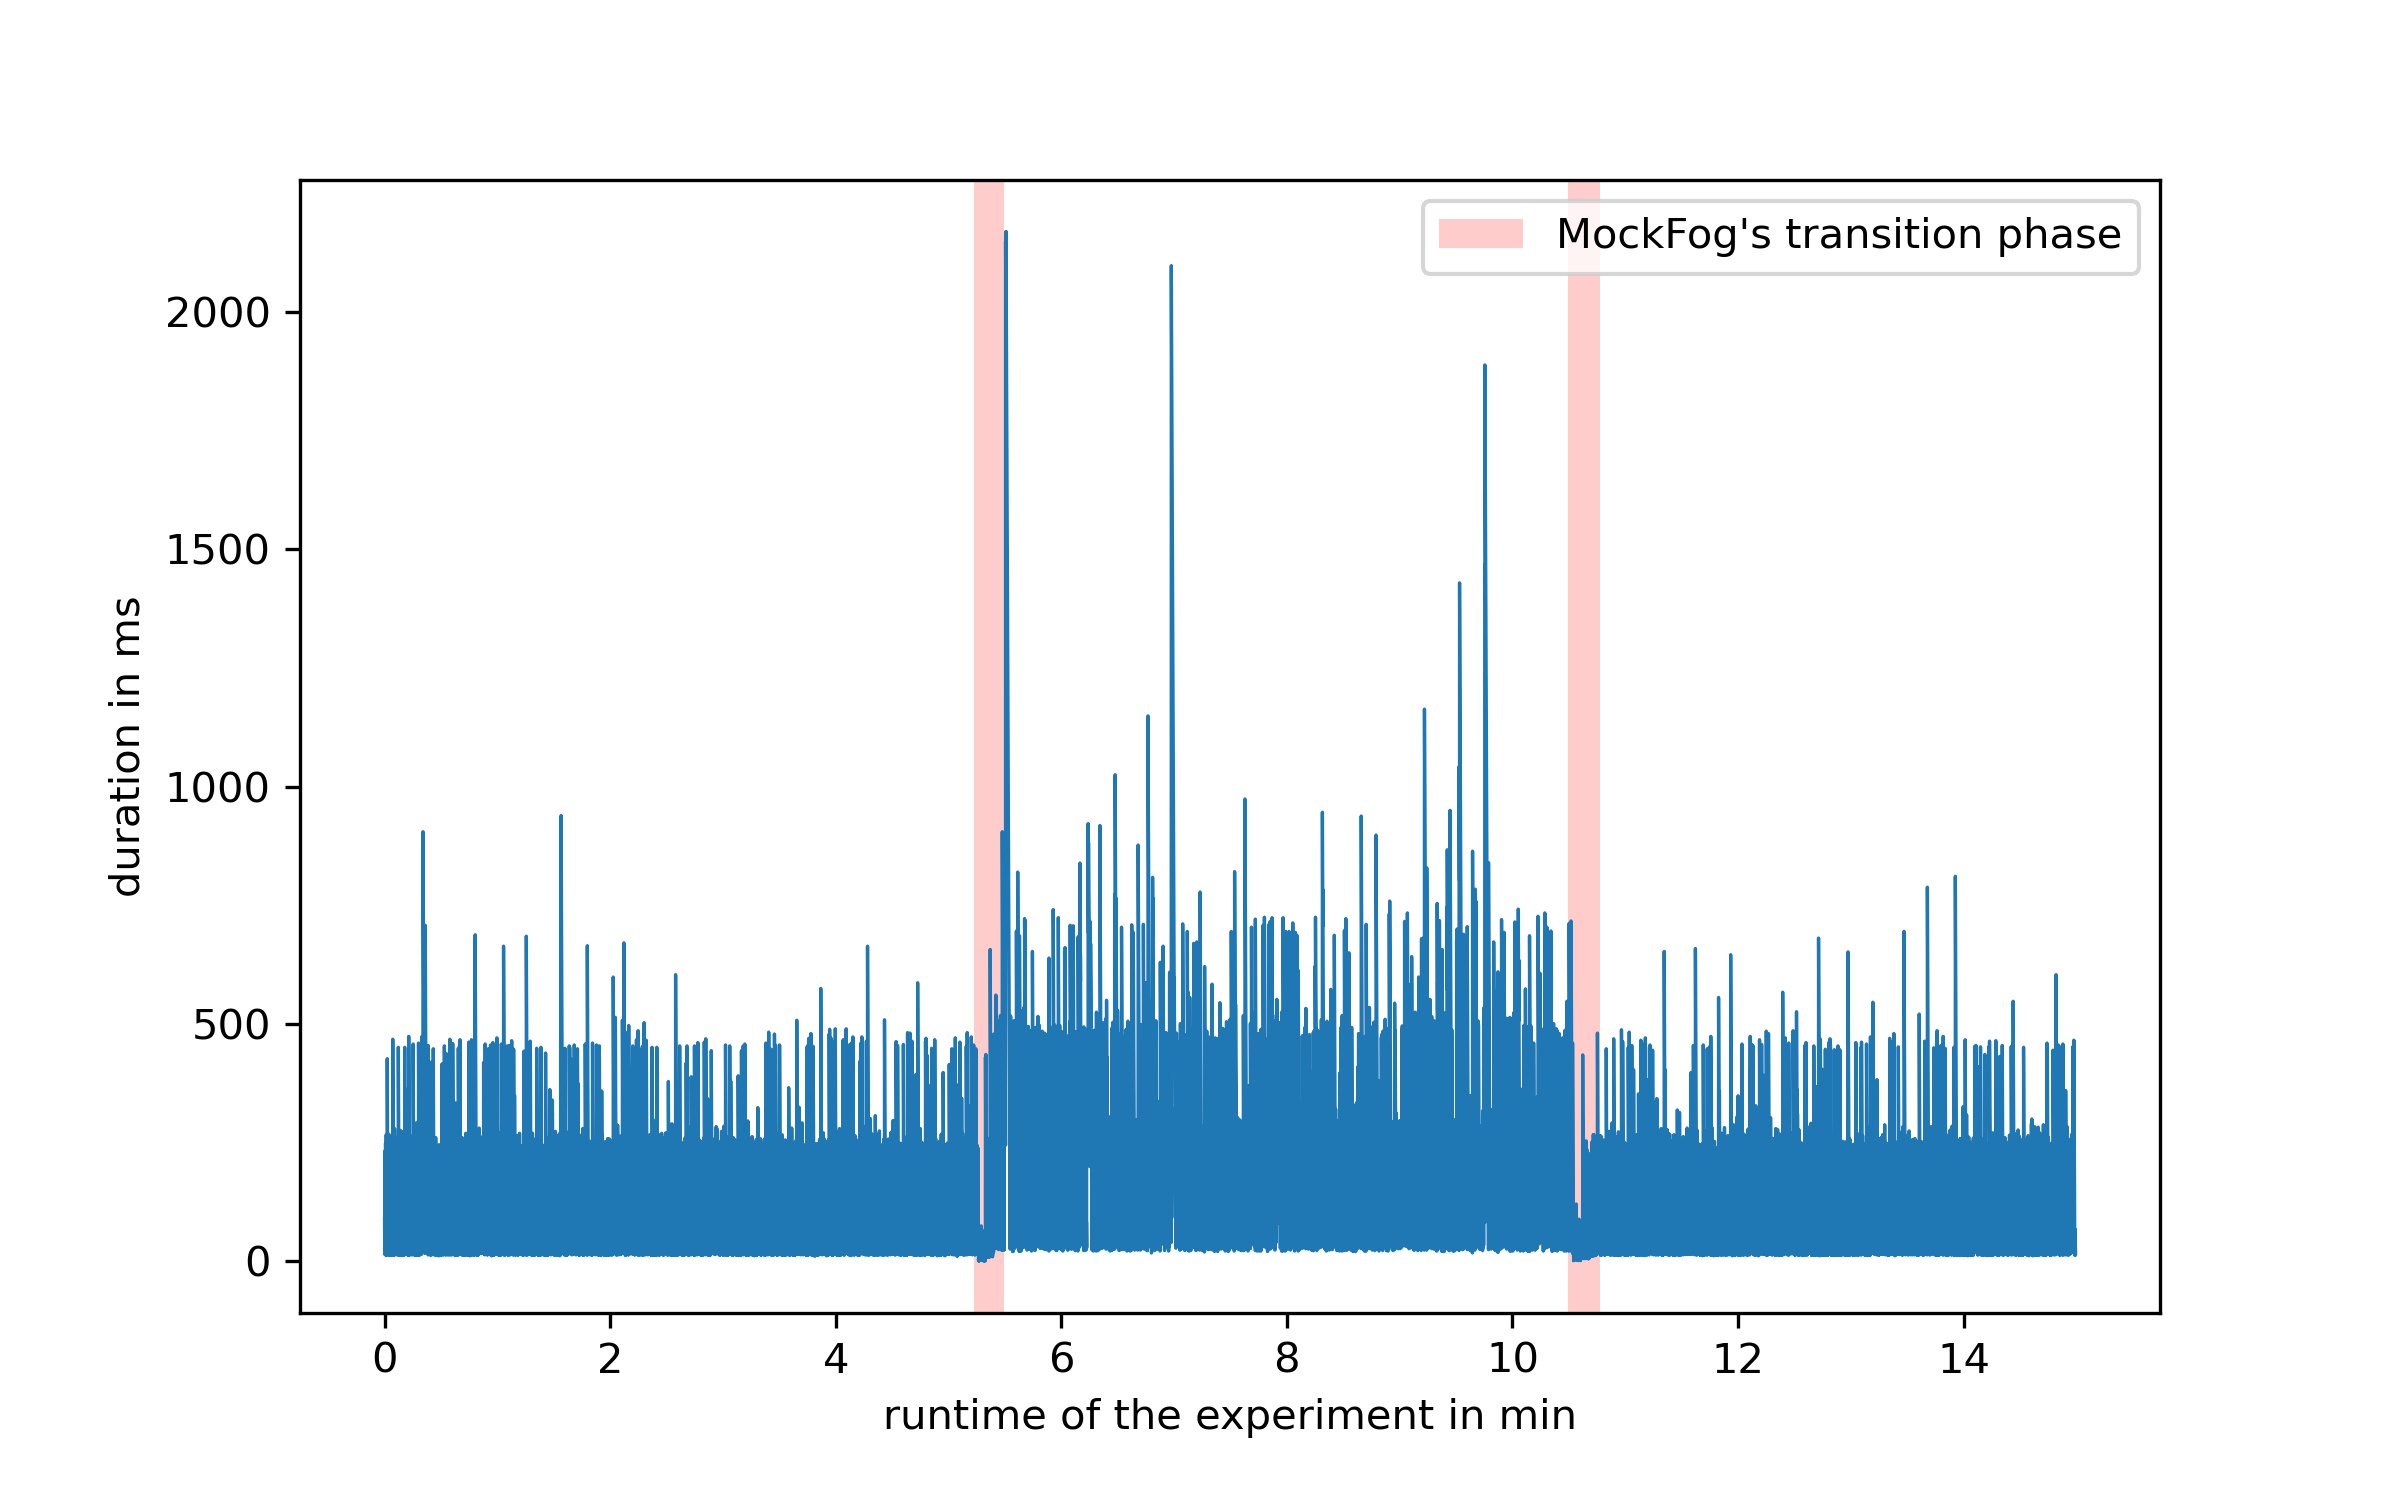 MockFog's transition phase
2000
1500
1000
500
0
duration in ms
0 2 4 6 8 10 12 14
runtime of the experiment in min